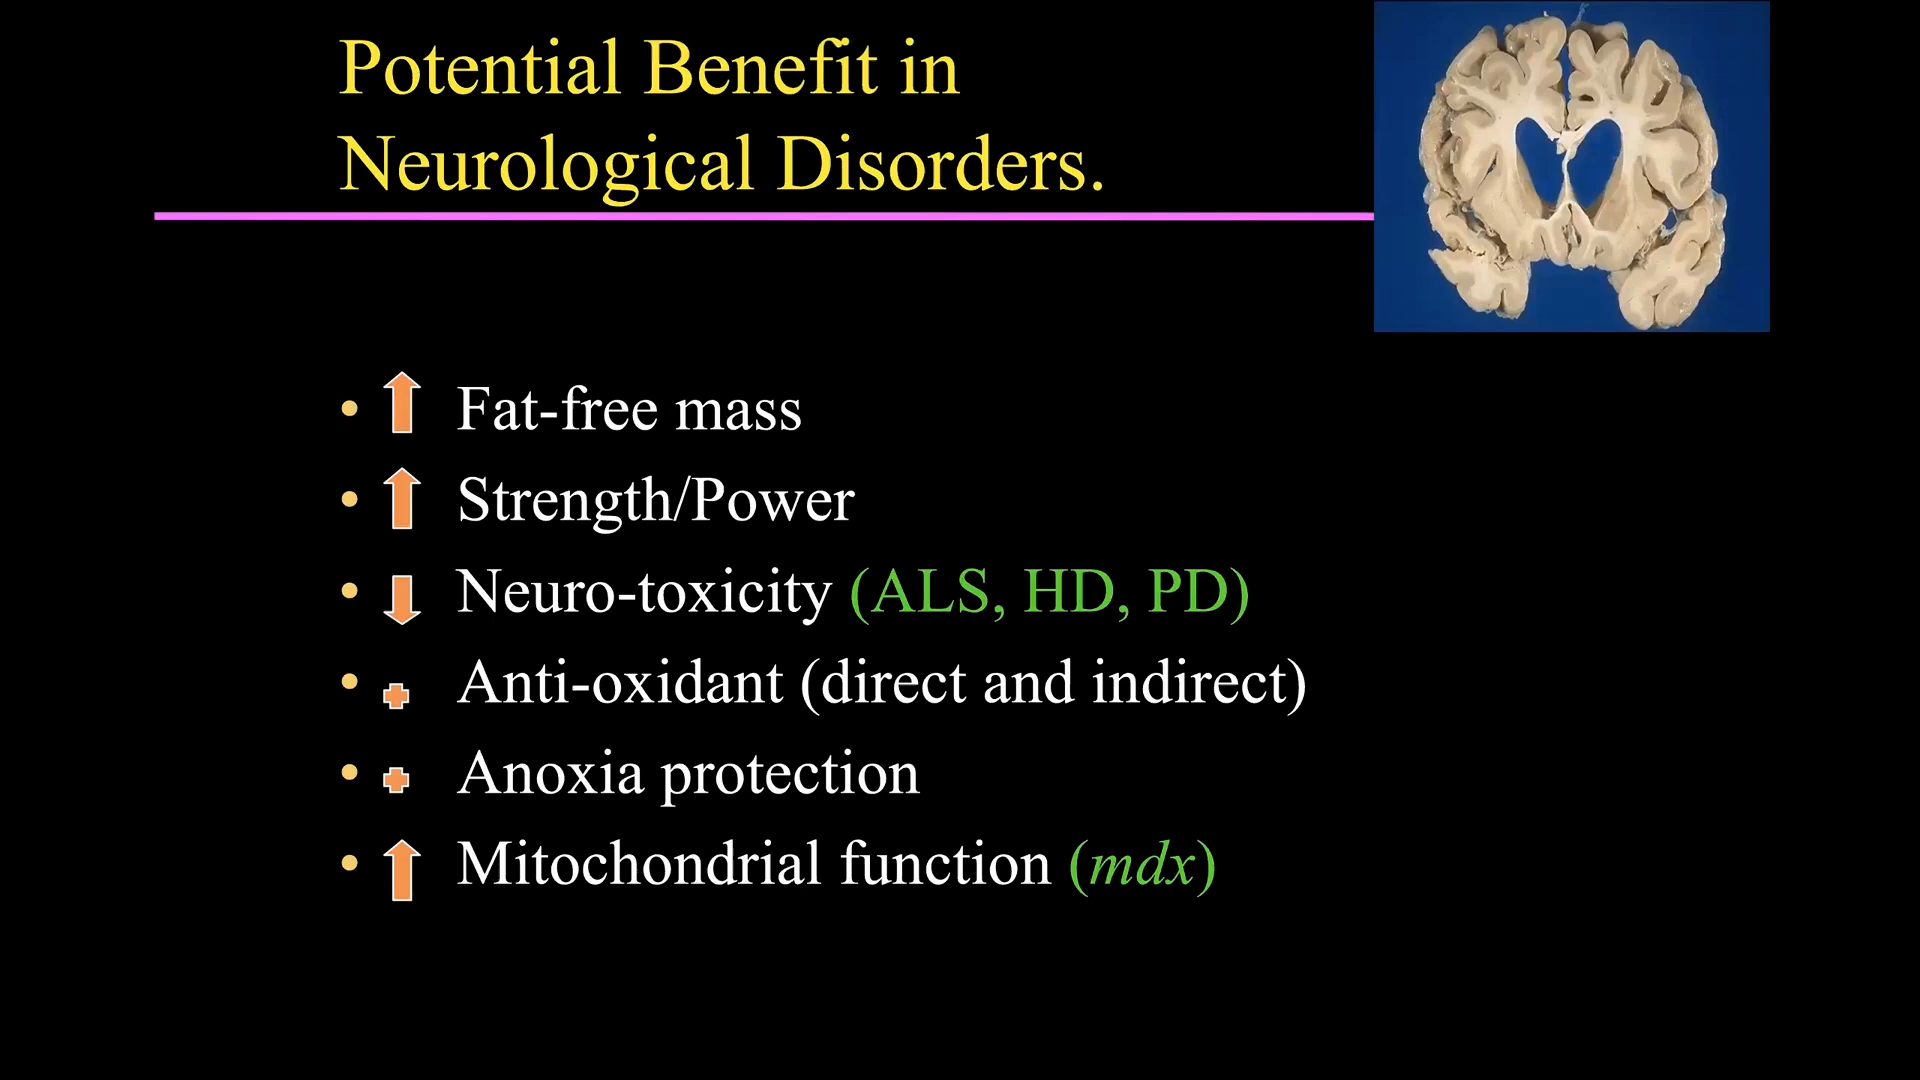 Potential Benefit in
Neurological Disorders.
• Fat-free mass
• Strength/Power
• Neuro-toxicity (ALS, HD, PD)
• Anti-oxidant (direct and indirect)
• Anoxia protection
• Mitochondrial function (mdx)